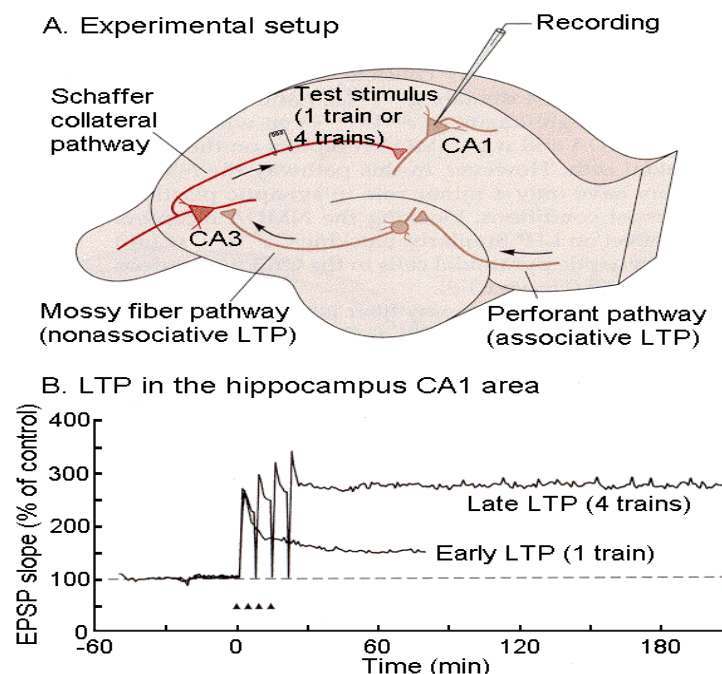 A. Experimental setup
Recording
Schaffer
collateral
pathway
Test stimulus
(1 train or
4 trains)
CA1
CA3
Mossy fiber pathway
(nonassociative LTP)
Perforant pathway
(associative LTP)
B. LTP in the hippocampus CA1 area
EPSP slope (% of control)
400
300
200
100
0
Late LTP (4 trains)
Early LTP (1 train)
-60
0
60
120
180
Time (min)